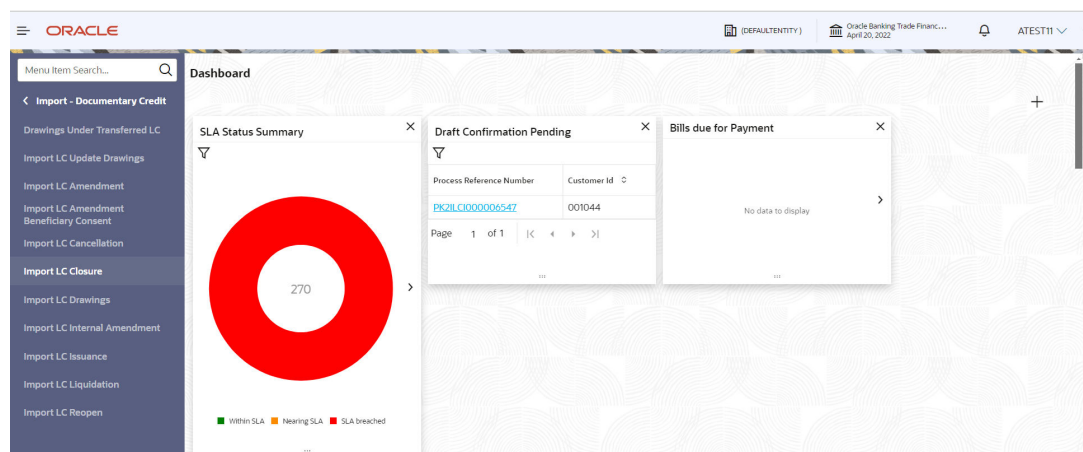 ORACLE
(DEFAULTENTITY )
Oracle Banking Trade Financ...
April 20, 2022
ATEST11
Menu Item Search...
Import - Documentary Credit
Drawings Under Transferred LC
Import LC Update Drawings
Import LC Amendment
Import LC Amendment
Beneficiary Consent
Import LC Cancellation
Import LC Closure
Import LC Drawings
Import LC Internal Amendment
Import LC Issuance
Import LC Liquidation
Import LC Reopen
Dashboard
SLA Status Summary
270
Within SLA Nearing SLA SLA breached
Draft Confirmation Pending
Process Reference Number Customer Id
PK2ILCI000006547 001044
Page 1 of 1
Bills due for Payment
No data to display